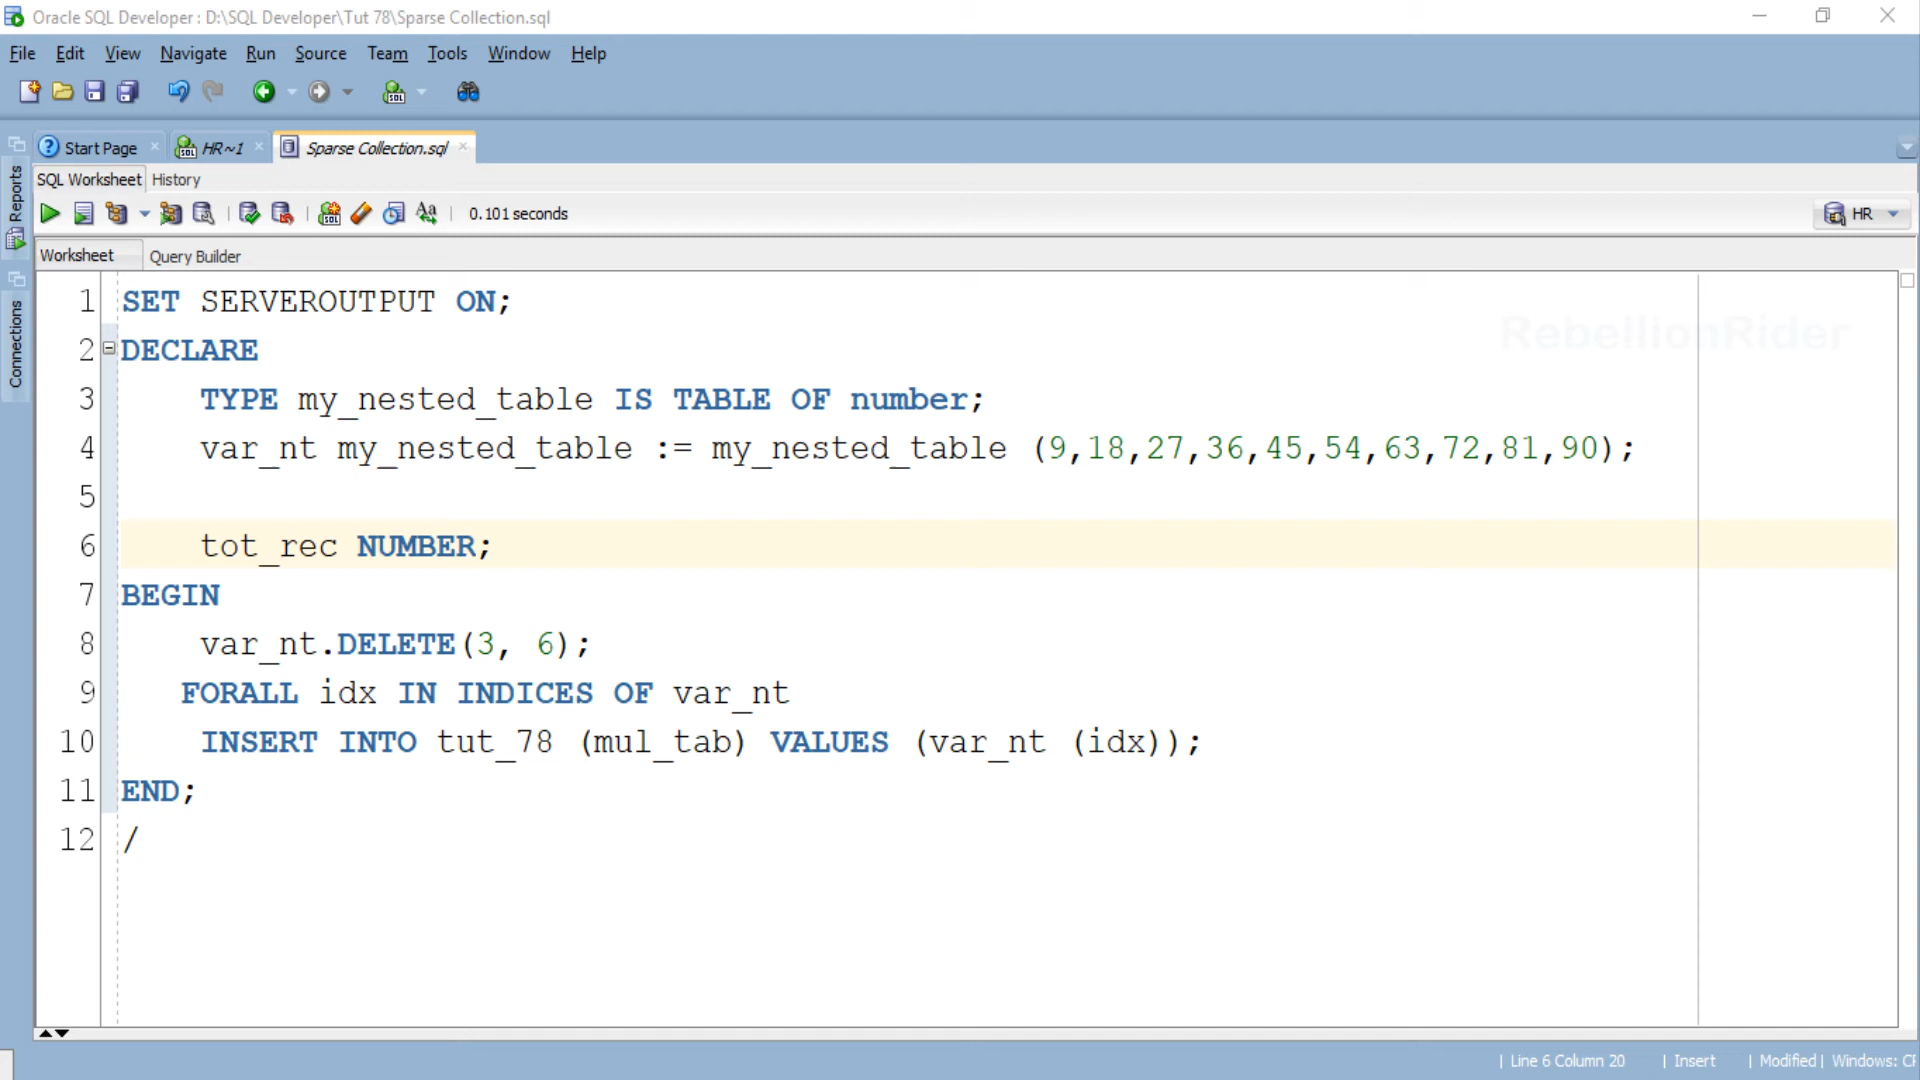 Oracle SQL Developer : D:\SQL Developer\Tut 78\Sparse Collection.sql
File Edit View Navigate Run Source Team Tools Window Help
Start Page HR~1 Sparse Collection.sql
SQL Worksheet History
0.101 seconds HR
Worksheet Query Builder
Reports
Connections
RebellionRider
1 SET SERVEROUTPUT ON;
2 DECLARE
3 TYPE my_nested_table IS TABLE OF number;
4 var_nt my_nested_table := my_nested_table (9,18,27,36,45,54,63,72,81,90);
5
6 tot_rec NUMBER;
7 BEGIN
8 var_nt.DELETE(3, 6);
9 FORALL idx IN INDICES OF var_nt
10 INSERT INTO tut_78 (mul_tab) VALUES (var_nt (idx));
11 END;
12 /
| Line 6 Column 20 | Insert | Modified | Windows: CF